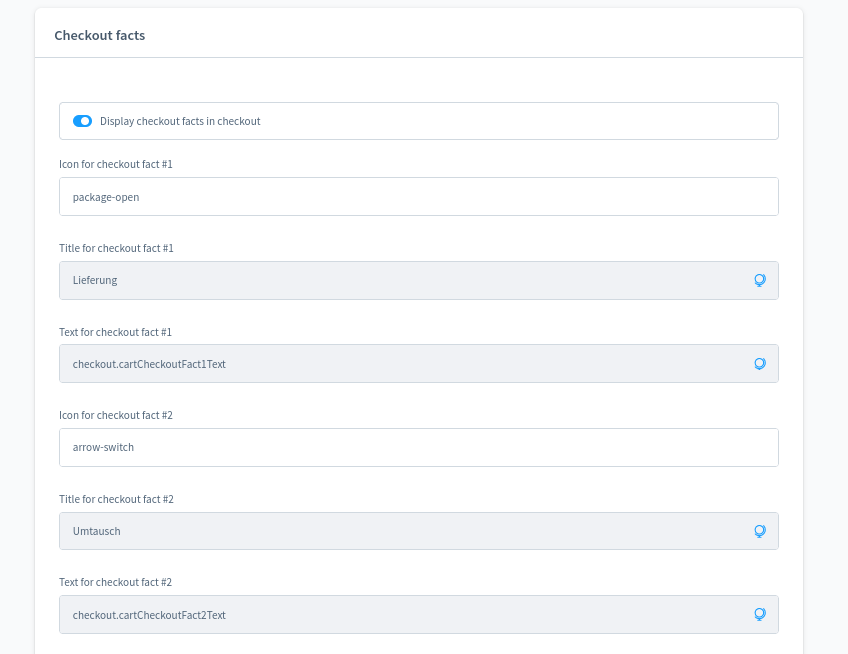 Checkout facts
Display checkout facts in checkout
Icon for checkout fact #1
package-open
Title for checkout fact #1
Lieferung
Text for checkout fact #1
checkout.cartCheckoutFact1Text
Icon for checkout fact #2
arrow-switch
Title for checkout fact #2
Umtausch
Text for checkout fact #2
checkout.cartCheckoutFact2Text